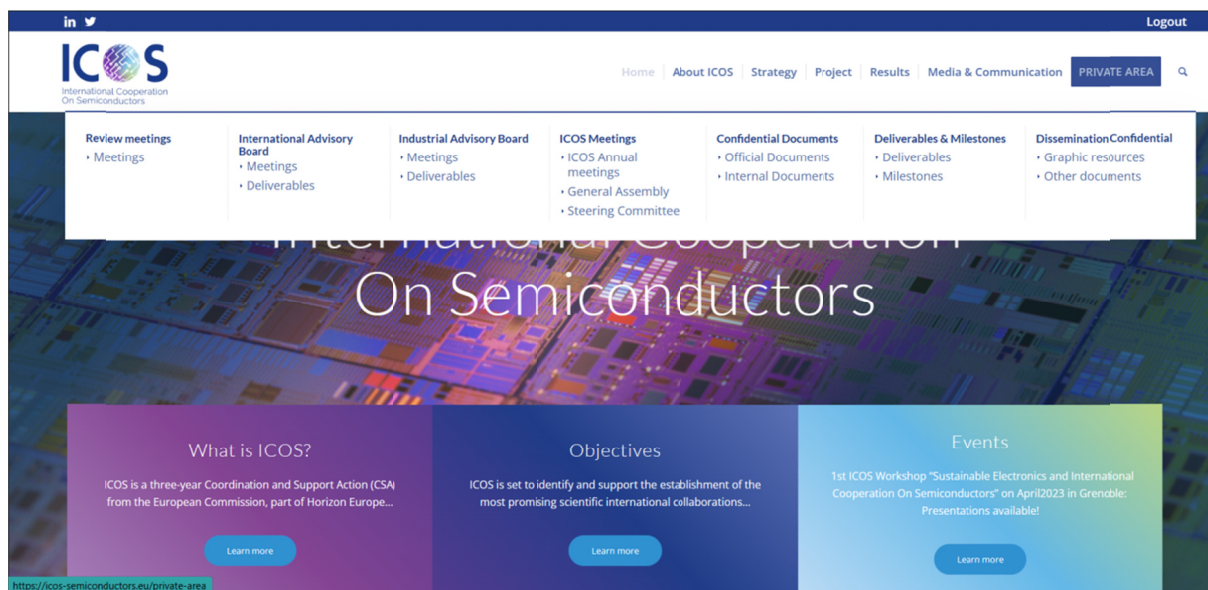 in
Logout
ICOS
International Cooperation
On Semiconductors
Home
About ICOS
Strategy
Project
Results
Media & Communication
PRIVATE AREA
Review meetings
Meetings
International Advisory
Board
Meetings
Deliverables
Industrial Advisory Board
Meetings
Deliverables
ICOS Meetings
ICOS Annual
meetings
General Assembly
Steering Committee
Confidential Documents
Official Documents
Internal Documents
Deliverables & Milestones
Deliverables
Milestones
DisseminationConfidential
Graphic resources
Other documents
International Cooperation
On Semiconductors
What is ICOS?
ICOS is a three-year Coordination and Support Action (CSA)
from the European Commission, part of Horizon Europe...
Learn more
Objectives
ICOS is set to identify and support the establishment of the
most promising scientific international collaborations...
Learn more
Events
1st ICOS Workshop “Sustainable Electronics and International
Cooperation On Semiconductors” on April2023 in Grenoble:
Presentations available!
Learn more
https://icos-semiconductors.eu/private-area